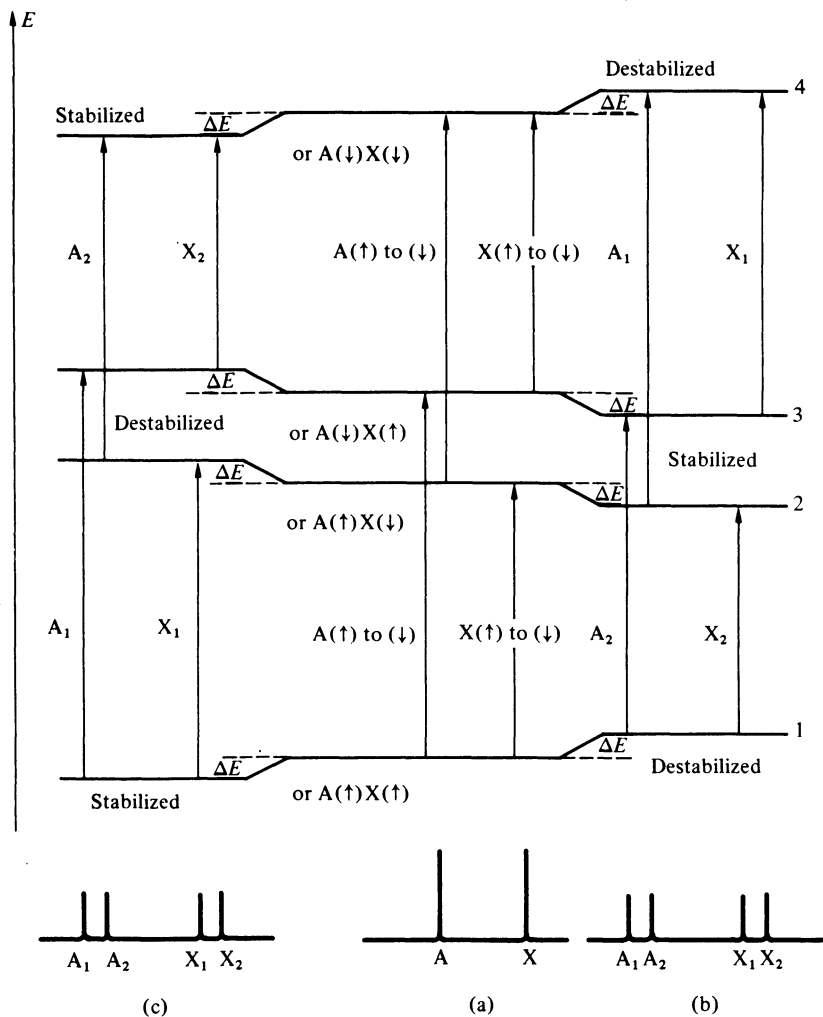 E
Destabilized
4
Stabilized
ΔE
ΔE
or A(↓)X(↓)
A₂
X₂
A(↑) to (↓)
X(↑) to (↓)
A₁
X₁
ΔE
ΔE
3
Destabilized
or A(↓)X(↑)
Stabilized
ΔE
ΔE
2
or A(↑)X(↓)
A₁
X₁
A(↑) to (↓)
X(↑) to (↓)
A₂
X₂
1
ΔE
ΔE
Destabilized
Stabilized
or A(↑)X(↑)
A₁ A₂ X₁ X₂
A X
A₁ A₂ X₁ X₂
(c)
(a)
(b)